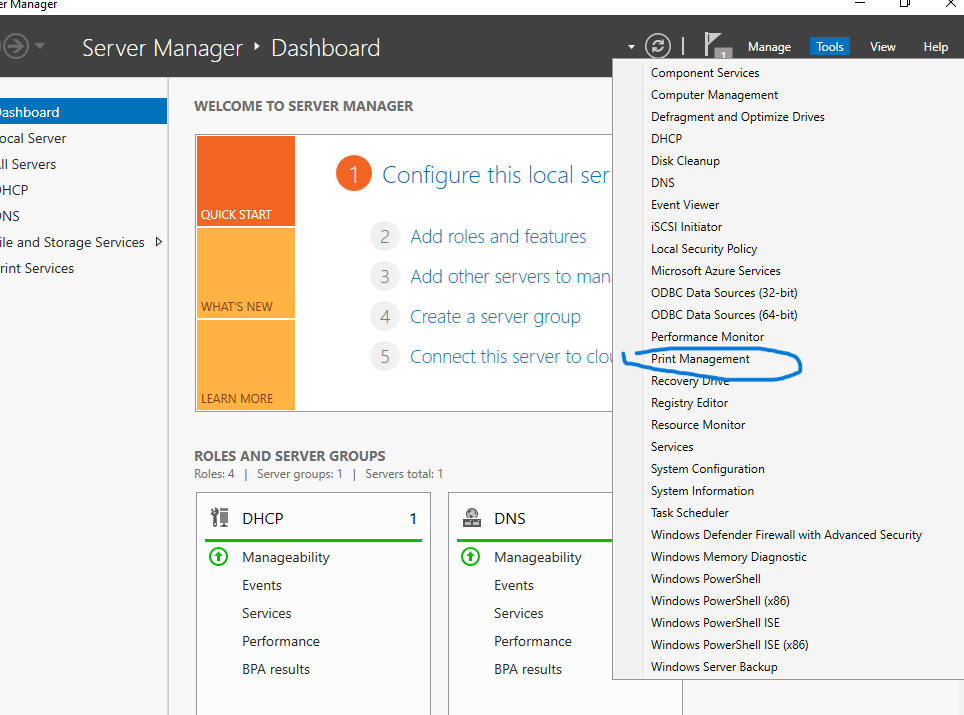 er Manager
Server Manager ‣ Dashboard
1
Manage
Tools
View
Help
ashboard
ocal Server
ll Servers
HCP
NS
ile and Storage Services
rint Services
WELCOME TO SERVER MANAGER
QUICK START
WHAT'S NEW
LEARN MORE
1 Configure this local ser
2 Add roles and features
3 Add other servers to man
4 Create a server group
5 Connect this server to clou
ROLES AND SERVER GROUPS
Roles: 4 | Server groups: 1 | Servers total: 1
DHCP 1
Manageability
Events
Services
Performance
BPA results
DNS
Manageability
Events
Services
Performance
BPA results
Component Services
Computer Management
Defragment and Optimize Drives
DHCP
Disk Cleanup
DNS
Event Viewer
iSCSI Initiator
Local Security Policy
Microsoft Azure Services
ODBC Data Sources (32-bit)
ODBC Data Sources (64-bit)
Performance Monitor
Print Management
Recovery Drive
Registry Editor
Resource Monitor
Services
System Configuration
System Information
Task Scheduler
Windows Defender Firewall with Advanced Security
Windows Memory Diagnostic
Windows PowerShell
Windows PowerShell (x86)
Windows PowerShell ISE
Windows PowerShell ISE (x86)
Windows Server Backup